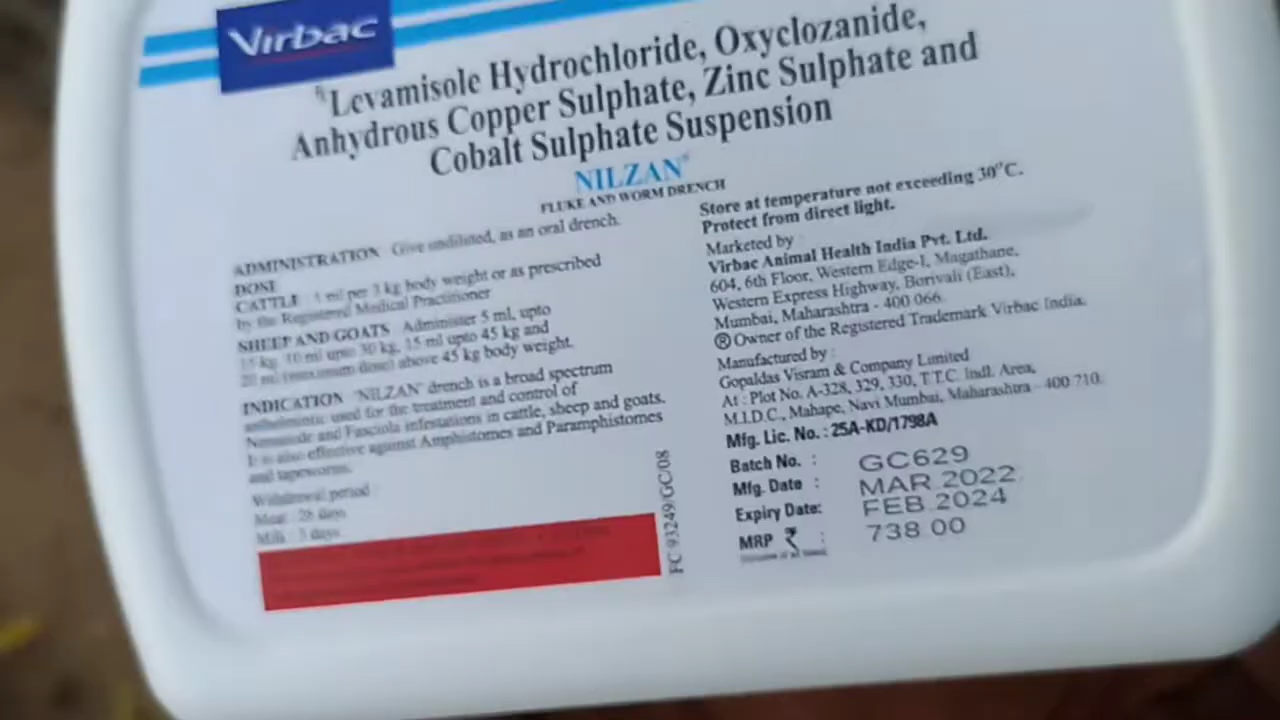 Virbac
℞Levamisole Hydrochloride, Oxyclozanide,
Anhydrous Copper Sulphate, Zinc Sulphate and
Cobalt Sulphate Suspension
NILZAN®
FLUKE AND WORM DRENCH
ADMINISTRATION Give undiluted, as an oral drench.
DOSE
CATTLE : 1 ml per 3 kg body weight or as prescribed
by the Registered Medical Practitioner
SHEEP AND GOATS Administer 5 ml, upto
15 kg, 10 ml upto 30 kg, 15 ml upto 45 kg and
20 ml (maximum dose) above 45 kg body weight.
INDICATION "NILZAN" drench is a broad spectrum
anthelmintic used for the treatment and control of
Nematode and Fasciola infestations in cattle, sheep and goats.
It is also effective against Amphistomes and Paramphistomes
and tapeworms.
Withdrawal period :
Meat : 28 days
Milk : 3 days
FC 93249/GC/08
Store at temperature not exceeding 30°C.
Protect from direct light.
Marketed by :
Virbac Animal Health India Pvt. Ltd.
604, 6th Floor, Western Edge-I, Magathane,
Western Express Highway, Borivali (East),
Mumbai, Maharashtra - 400 066.
® Owner of the Registered Trademark Virbac India.
Manufactured by :
Gopaldas Visram & Company Limited
At : Plot No. A-328, 329, 330, T.T.C. Indl. Area,
M.I.D.C., Mahape, Navi Mumbai, Maharashtra - 400 710.
Mfg. Lic. No. : 25A-KD/1798A
Batch No. : GC629
Mfg. Date : MAR.2022
Expiry Date: FEB.2024
MRP ₹ : 738.00
(Inclusive of all taxes)